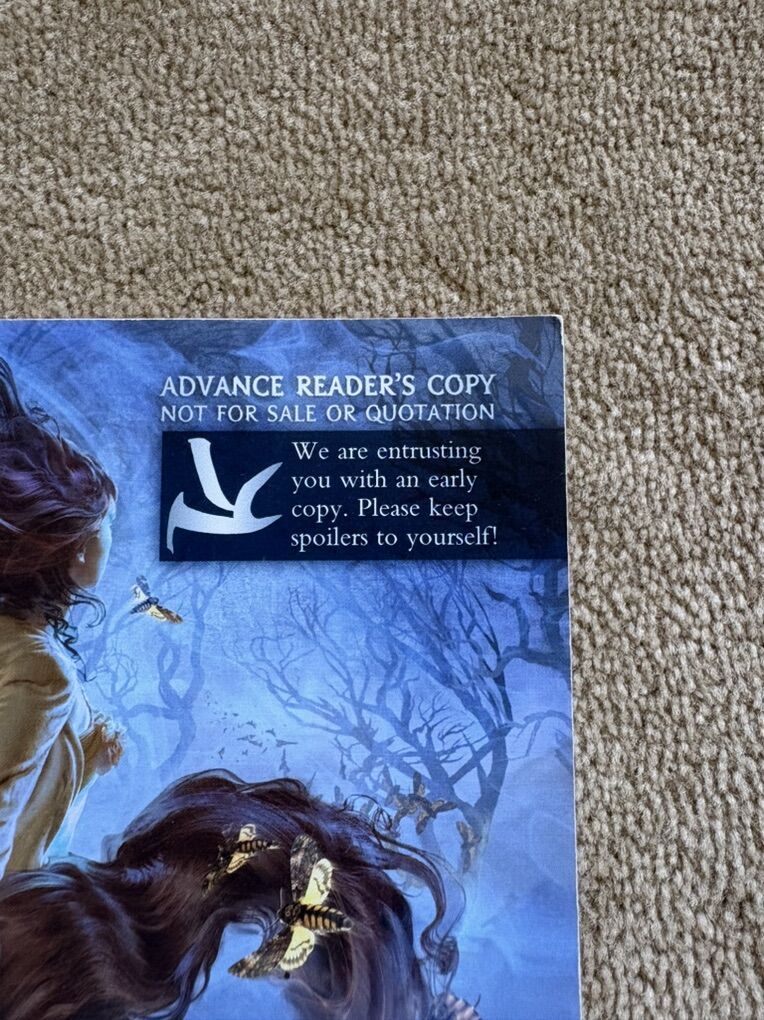 ADVANCE READER'S COPY
NOT FOR SALE OR QUOTATION
We are entrusting
you with an early
copy. Please keep
spoilers to yourself!